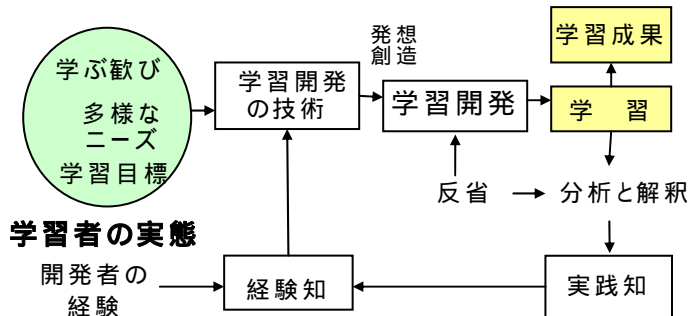 学ぶ歓び
多様な
ニーズ
学習目標
学習者の実態
学習開発
の技術
発想
創造
学習開発
学習成果
学　習
反省
分析と解釈
開発者の
経験
経験知
実践知